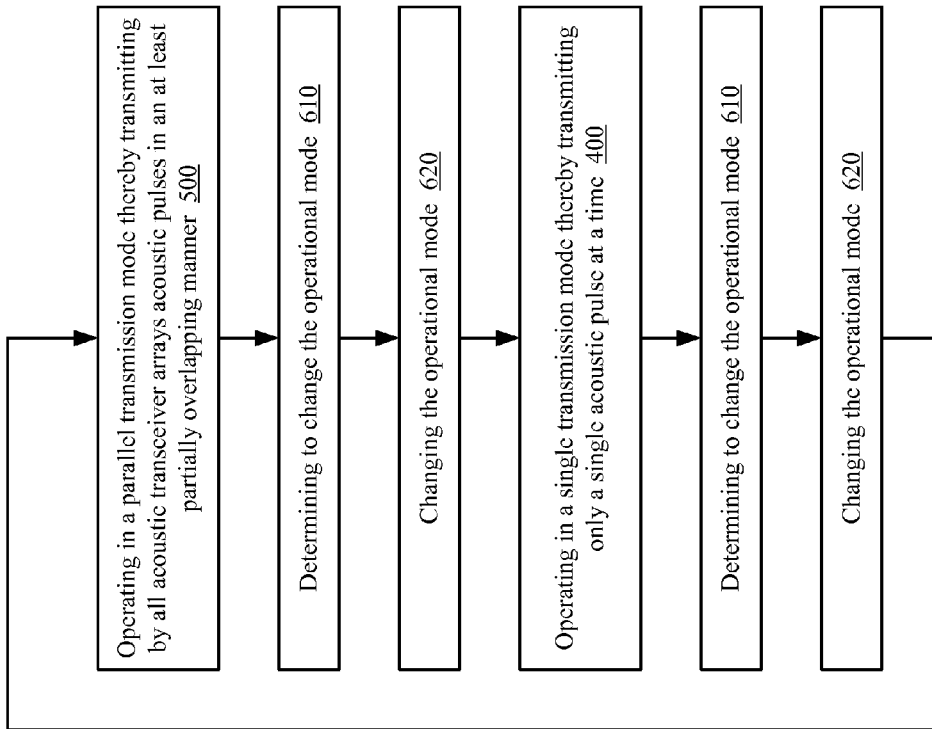 Operating in a parallel transmission mode thereby transmitting
by all acoustic transceiver arrays acoustic pulses in an at least
partially overlapping manner 500
Determining to change the operational mode 610
Changing the operational mode 620
Operating in a single transmission mode thereby transmitting
only a single acoustic pulse at a time 400
Determining to change the operational mode 610
Changing the operational mode 620